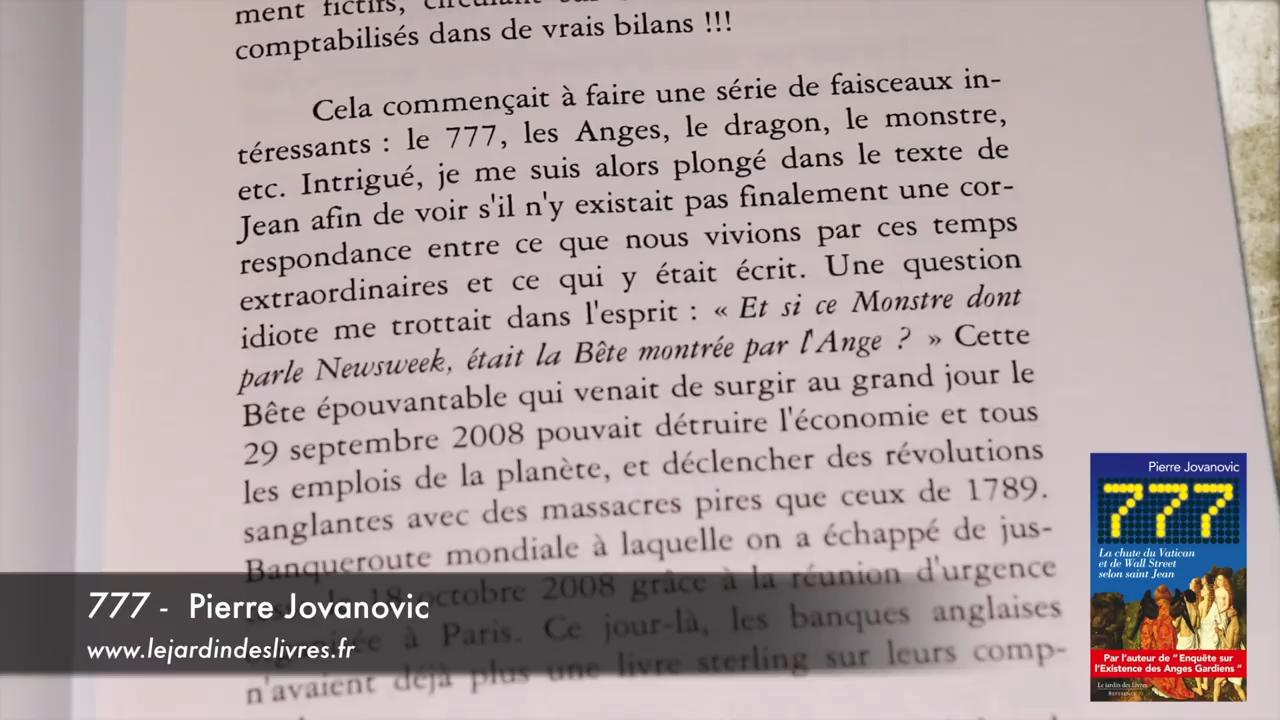 ment fictifs, circulant
comptabilisés dans de vrais bilans !!!
Cela commençait à faire une série de faisceaux in-
téressants : le 777, les Anges, le dragon, le monstre,
etc. Intrigué, je me suis alors plongé dans le texte de
Jean afin de voir s'il n'y existait pas finalement une cor-
respondance entre ce que nous vivions par ces temps
extraordinaires et ce qui y était écrit. Une question
idiote me trottait dans l'esprit : « Et si ce Monstre dont
parle Newsweek, était la Bête montrée par l'Ange ? » Cette
Bête épouvantable qui venait de surgir au grand jour le
29 septembre 2008 pouvait détruire l'économie et tous
les emplois de la planète, et déclencher des révolutions
sanglantes avec des massacres pires que ceux de 1789.
Banqueroute mondiale à laquelle on a échappé de jus-
octobre 2008 grâce à la réunion d'urgence
à Paris. Ce jour-là, les banques anglaises
n'avaient déjà plus une livre sterling sur leurs comp-
777 - Pierre Jovanovic
www.lejardindeslivres.fr
Pierre Jovanovic
777
La chute du Vatican
et de Wall Street
selon saint Jean
Par l'auteur de "Enquête sur
l'Existence des Anges Gardiens"
Le jardin des Livres